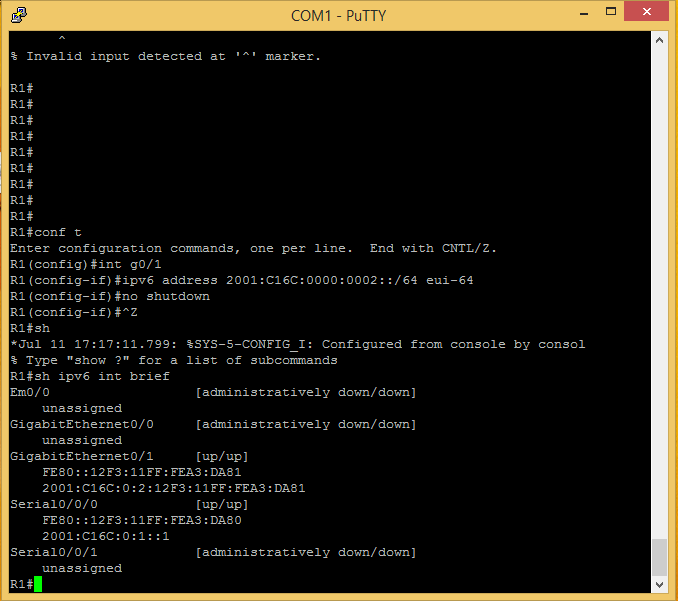 COM1 - PuTTY
^
% Invalid input detected at '^' marker.
R1#
R1#
R1#
R1#
R1#
R1#
R1#
R1#
R1#
R1#conf t
Enter configuration commands, one per line.  End with CNTL/Z.
R1(config)#int g0/1
R1(config-if)#ipv6 address 2001:C16C:0000:0002::/64 eui-64
R1(config-if)#no shutdown
R1(config-if)#^Z
R1#sh
*Jul 11 17:17:11.799: %SYS-5-CONFIG_I: Configured from console by consol
% Type "show ?" for a list of subcommands
R1#sh ipv6 int brief
Em0/0                  [administratively down/down]
    unassigned
GigabitEthernet0/0     [administratively down/down]
    unassigned
GigabitEthernet0/1     [up/up]
    FE80::12F3:11FF:FEA3:DA81
    2001:C16C:0:2:12F3:11FF:FEA3:DA81
Serial0/0/0            [up/up]
    FE80::12F3:11FF:FEA3:DA80
    2001:C16C:0:1::1
Serial0/0/1            [administratively down/down]
    unassigned
R1#